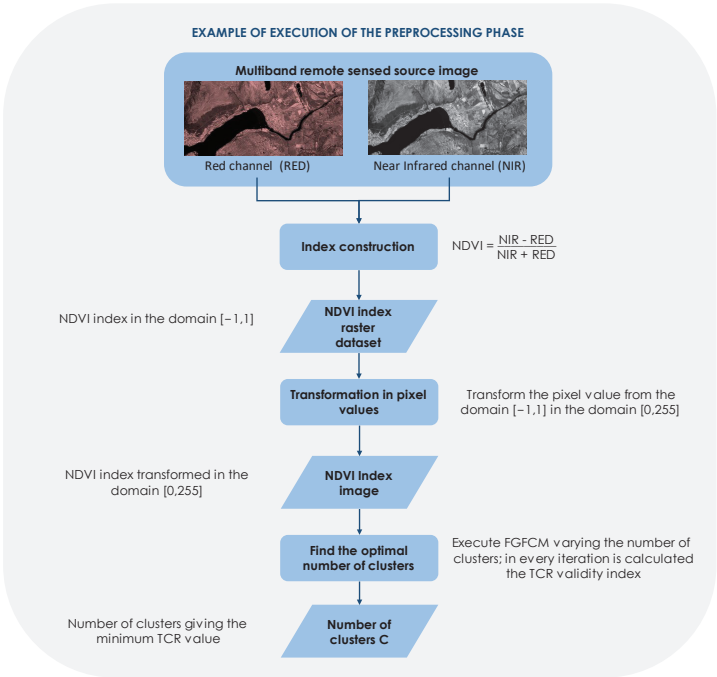 EXAMPLE OF EXECUTION OF THE PREPROCESSING PHASE
Multiband remote sensed source image
Red channel (RED)
Near Infrared channel (NIR)
Index construction
NDVI = NIR - RED
NIR + RED
NDVI index in the domain [−1,1]
NDVI index
raster
dataset
Transformation in pixel
values
Transform the pixel value from the
domain [−1,1] in the domain [0,255]
NDVI index transformed in the
domain [0,255]
NDVI Index
image
Find the optimal
number of clusters
Execute FGFCM varying the number of
clusters; in every iteration is calculated
the TCR validity index
Number of clusters giving the
minimum TCR value
Number of
clusters C